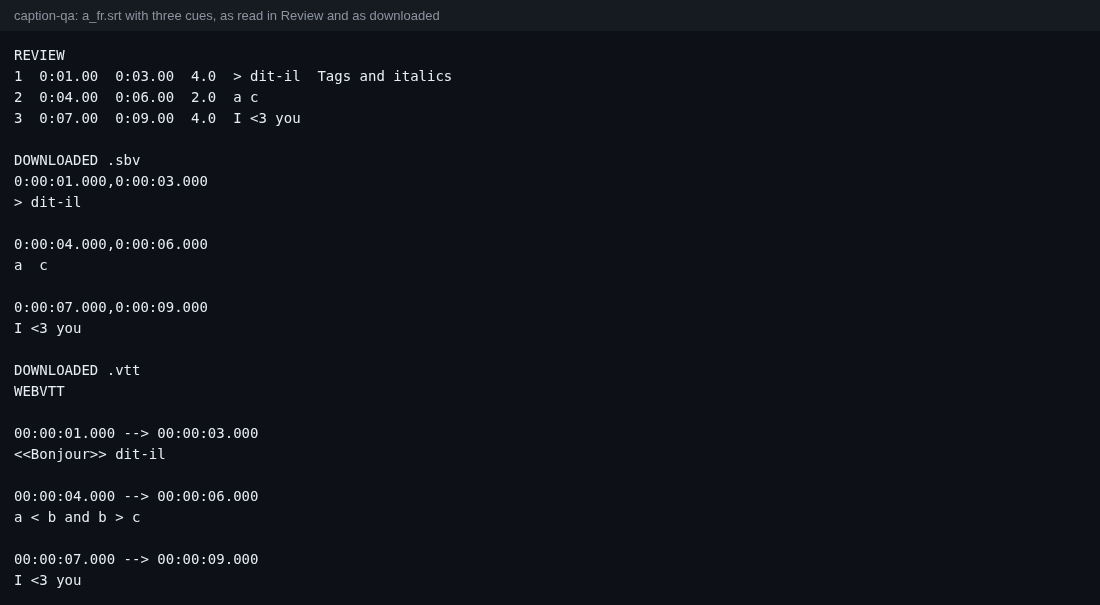 caption-qa: a_fr.srt with three cues, as read in Review and as downloaded
REVIEW
1  0:01.00  0:03.00  4.0  > dit-il  Tags and italics
2  0:04.00  0:06.00  2.0  a c
3  0:07.00  0:09.00  4.0  I <3 you

DOWNLOADED .sbv
0:00:01.000,0:00:03.000
> dit-il

0:00:04.000,0:00:06.000
a  c

0:00:07.000,0:00:09.000
I <3 you

DOWNLOADED .vtt
WEBVTT

00:00:01.000 --> 00:00:03.000
<<Bonjour>> dit-il

00:00:04.000 --> 00:00:06.000
a < b and b > c

00:00:07.000 --> 00:00:09.000
I <3 you